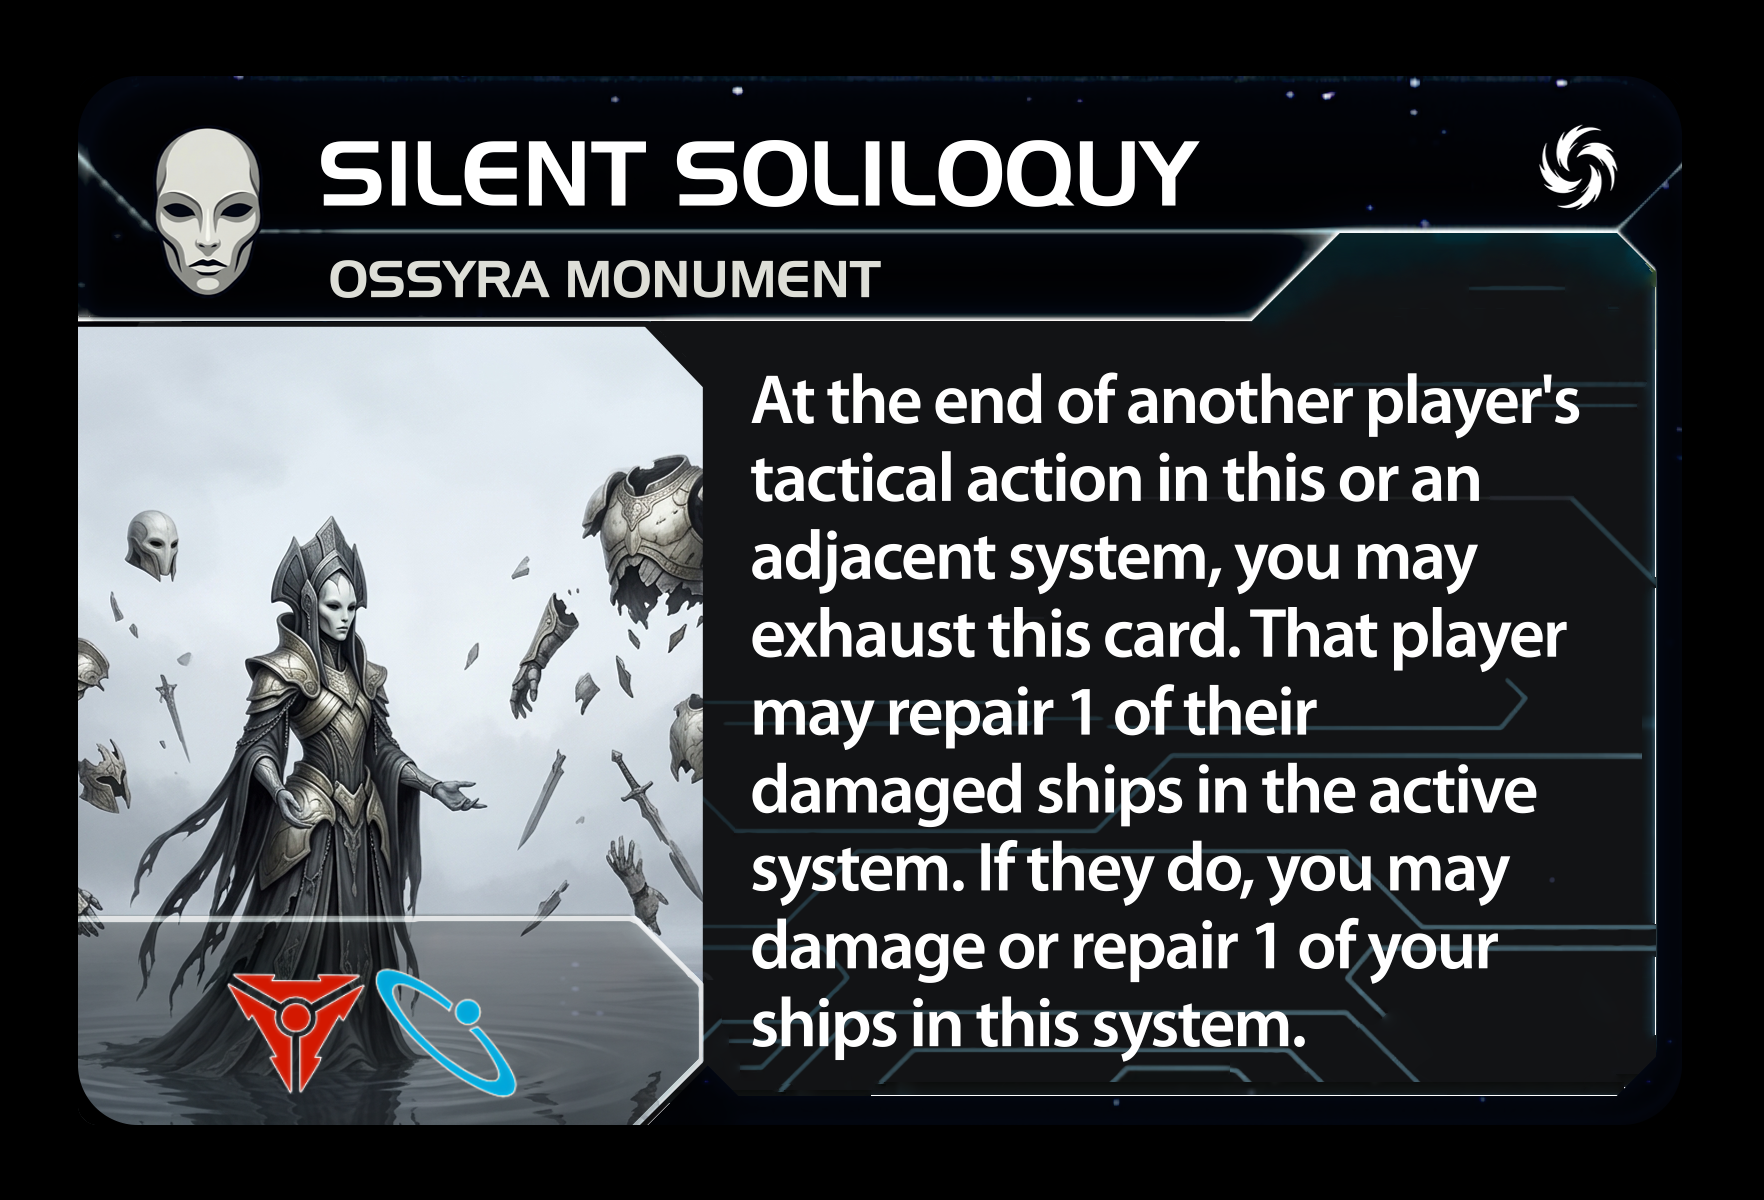 SILENT SOLILOQUY
OSSYRA MONUMENT
At the end of another player's
tactical action in this or an
adjacent system, you may
exhaust this card. That player
may repair 1 of their
damaged ships in the active
system. If they do, you may
damage or repair 1 of your
ships in this system.